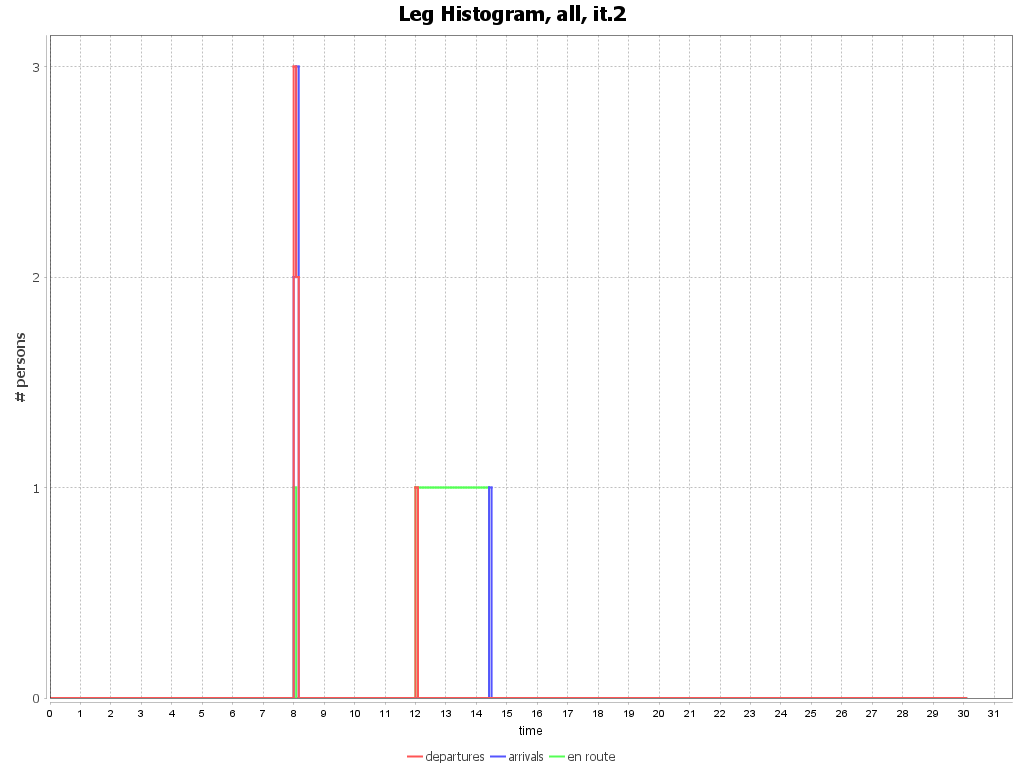 Leg Histogram, all, it.2
# persons
3
2
1
0
0 1 2 3 4 5 6 7 8 9 10 11 12 13 14 15 16 17 18 19 20 21 22 23 24 25 26 27 28 29 30 31
time
departures arrivals en route